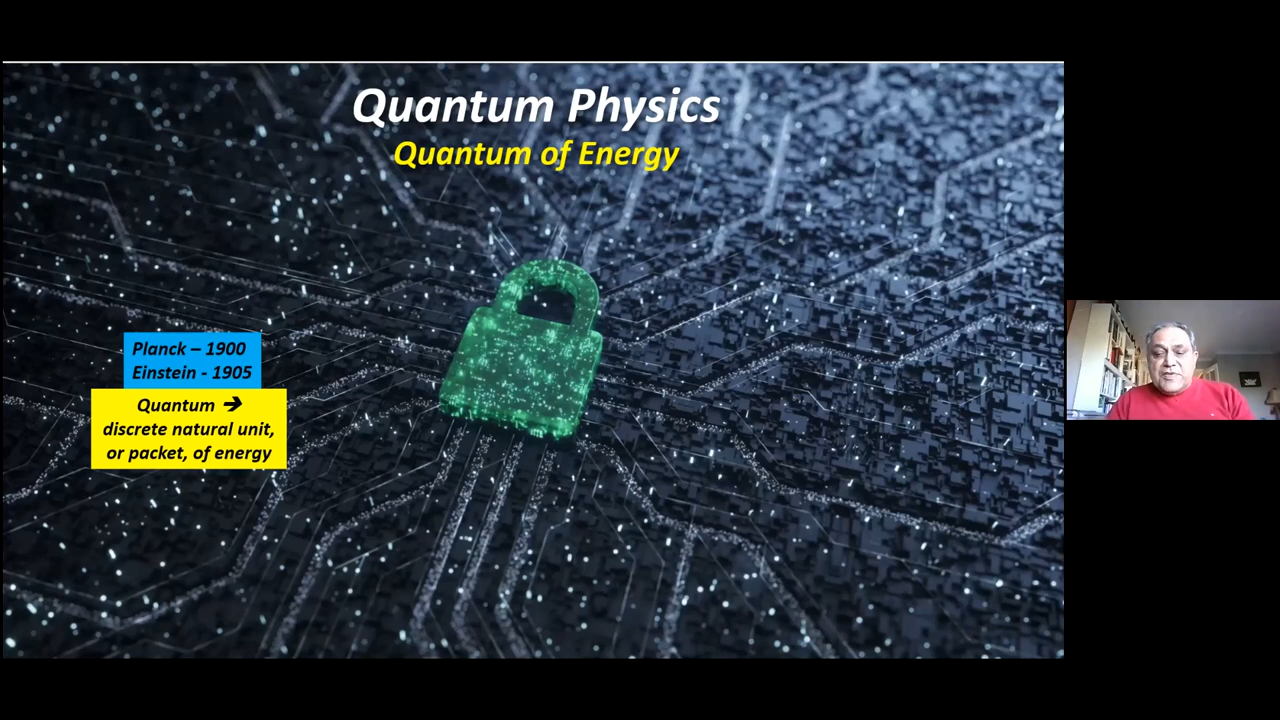 Quantum Physics
Quantum of Energy
Planck – 1900
Einstein - 1905
Quantum ➔
discrete natural unit,
or packet, of energy